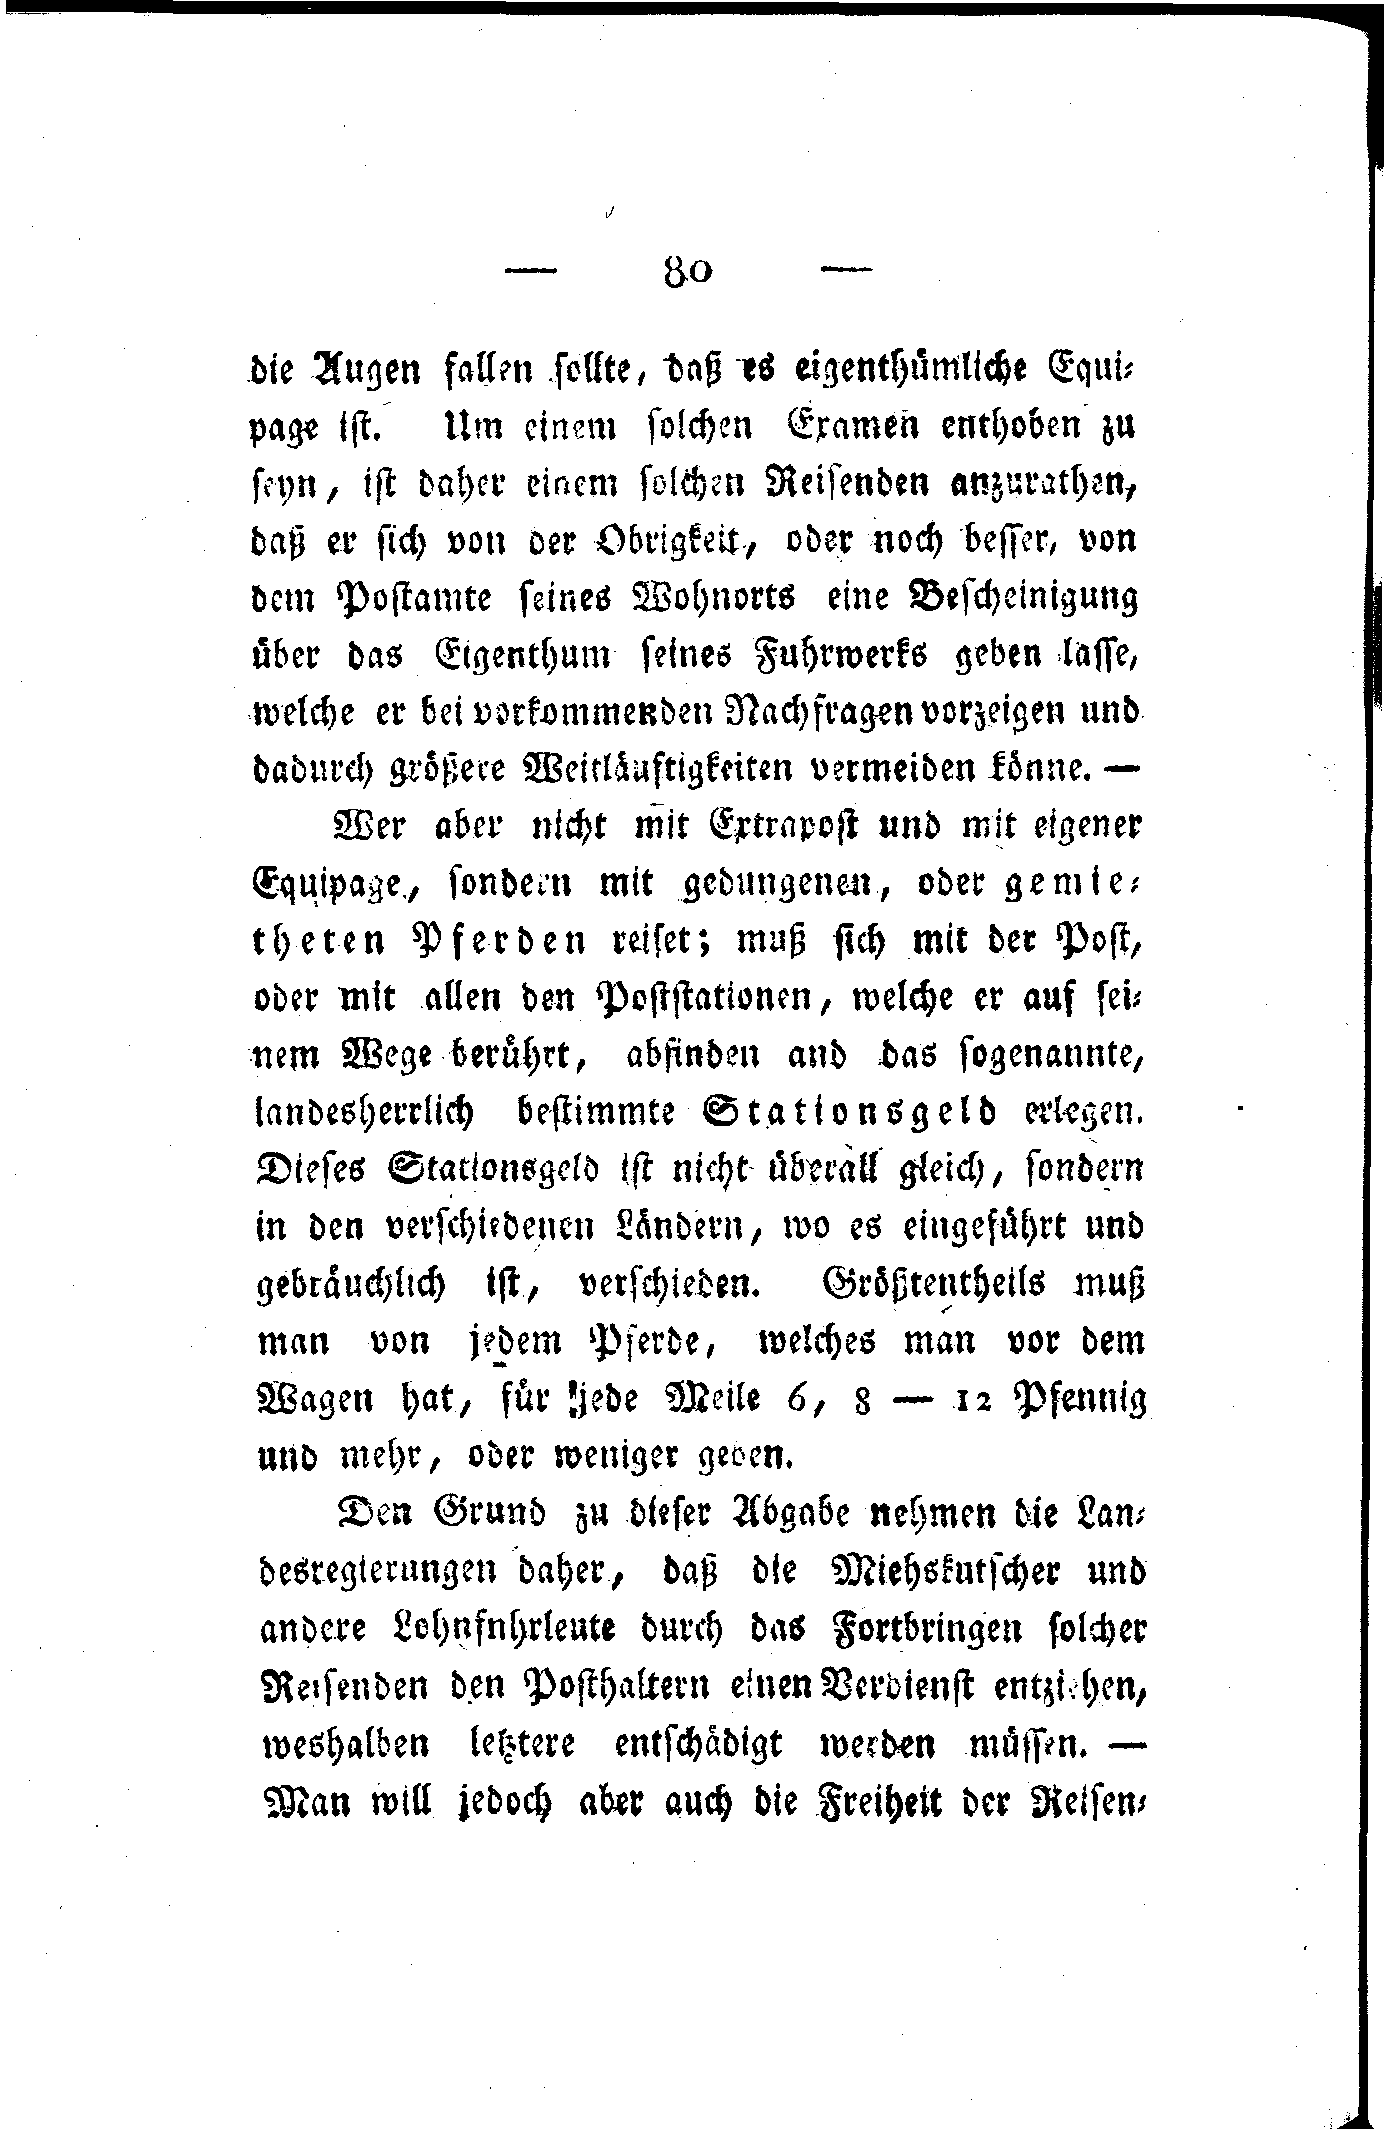 — 80 —
die Augen fallen sollte, daß es eigenthümliche Equi-
page ist. Um einem solchen Examen enthoben zu
seyn, ist daher einem solchen Reisenden anzurathen,
daß er sich von der Obrigkeit, oder noch besser, von
dem Postamte seines Wohnorts eine Bescheinigung
über das Eigenthum seines Fuhrwerks geben lasse,
welche er bei vorkommenden Nachfragen vorzeigen und
dadurch größere Weitläuftigkeiten vermeiden könne. —
Wer aber nicht mit Extrapost und mit eigener
Equipage, sondern mit gedungenen, oder gemie-
theten Pferden reiset; muß sich mit der Post,
oder mit allen den Poststationen, welche er auf sei-
nem Wege berührt, abfinden and das sogenannte,
landesherrlich bestimmte Stationsgeld erlegen.
Dieses Stationsgeld ist nicht überall gleich, sondern
in den verschiedenen Ländern, wo es eingeführt und
gebräuchlich ist, verschieden. Größtentheils muß
man von jedem Pferde, welches man vor dem
Wagen hat, für jede Meile 6, 8 — 12 Pfennig
und mehr, oder weniger geben.
Den Grund zu dieser Abgabe nehmen die Lan-
desregierungen daher, daß die Miehskutscher und
andere Lohnfnhrleute durch das Fortbringen solcher
Reisenden den Posthaltern einen Verdienst entziehen,
weshalben letztere entschädigt werden müssen. —
Man will jedoch aber auch die Freiheit der Reisen-